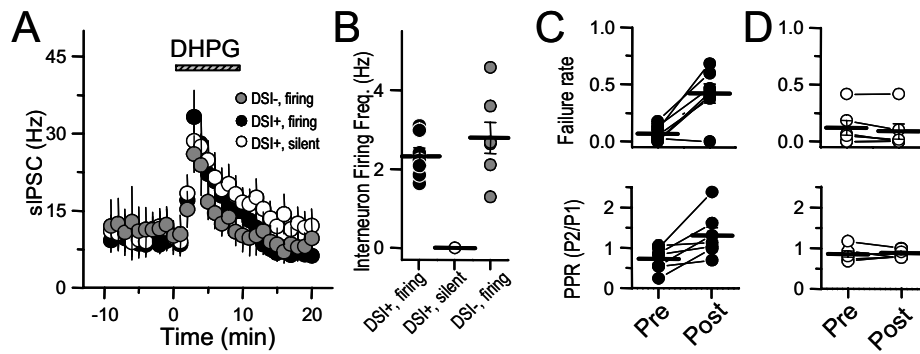 A
sIPSC (Hz)
45
30
15
0
DHPG
DSI-, firing
DSI+, firing
DSI+, silent
-10
0
10
20
Time (min)
B
Interneuron Firing Freq. (Hz)
4
2
0
DSI+, firing
DSI+, silent
DSI-, firing
C
Failure rate
1.0
0.5
0.0
PPR (P2/P1)
2
1
0
Pre
Post
D
1.0
0.5
0.0
2
1
0
Pre
Post